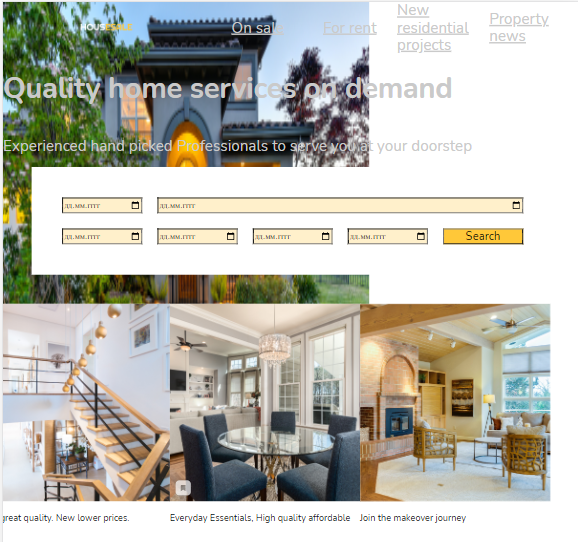 HOUSESALE
On sale
For rent
New
residential
projects
Property
news
Quality home services on demand
Experienced hand picked Professionals to serve you at your doorstep
дд.мм.гггг
дд.мм.гггг
дд.мм.гггг
дд.мм.гггг
дд.мм.гггг
дд.мм.гггг
Search
great quality. New lower prices.
Everyday Essentials, High quality affordable
Join the makeover journey